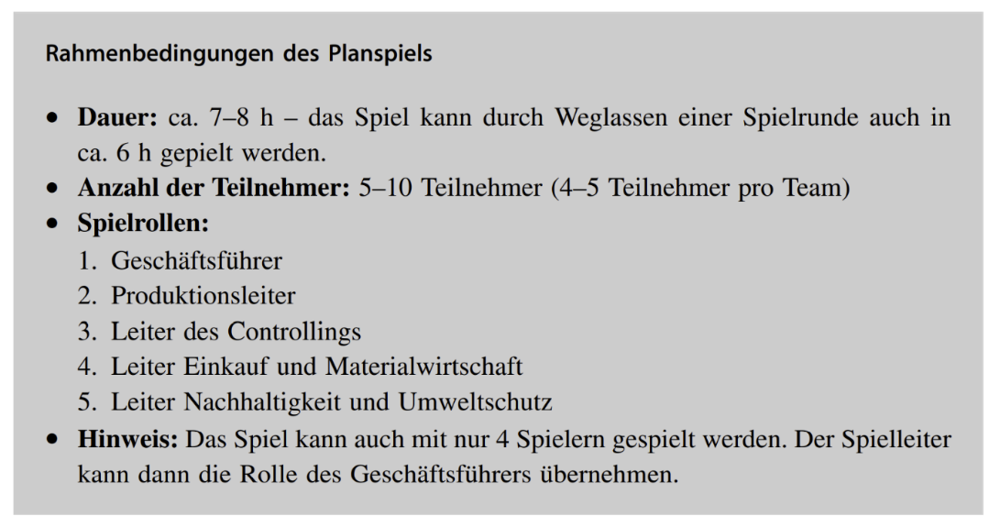 Rahmenbedingungen des Planspiels
• Dauer: ca. 7–8 h – das Spiel kann durch Weglassen einer Spielrunde auch in
ca. 6 h gepielt werden.
• Anzahl der Teilnehmer: 5–10 Teilnehmer (4–5 Teilnehmer pro Team)
• Spielrollen:
1. Geschäftsführer
2. Produktionsleiter
3. Leiter des Controllings
4. Leiter Einkauf und Materialwirtschaft
5. Leiter Nachhaltigkeit und Umweltschutz
• Hinweis: Das Spiel kann auch mit nur 4 Spielern gespielt werden. Der Spielleiter
kann dann die Rolle des Geschäftsführers übernehmen.